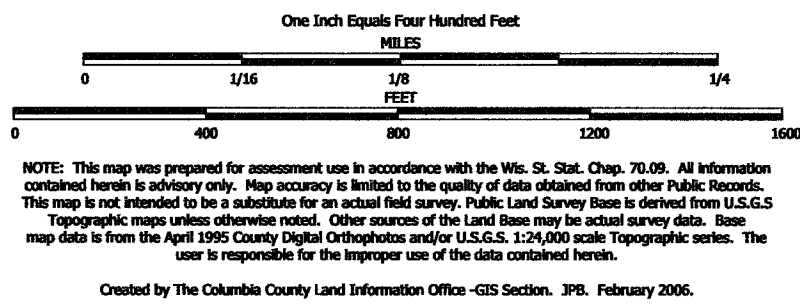 One Inch Equals Four Hundred Feet
MILES
0 1/16 1/8 1/4
FEET
0 400 800 1200 1600
NOTE: This map was prepared for assessment use in accordance with the Wis. St. Stat. Chap. 70.09. All information
contained herein is advisory only. Map accuracy is limited to the quality of data obtained from other Public Records.
This map is not intended to be a substitute for an actual field survey. Public Land Survey Base is derived from U.S.G.S
Topographic maps unless otherwise noted. Other sources of the Land Base may be actual survey data. Base
map data is from the April 1995 County Digital Orthophotos and/or U.S.G.S. 1:24,000 scale Topographic series. The
user is responsible for the improper use of the data contained herein.
Created by The Columbia County Land Information Office -GIS Section. JPB. February 2006.